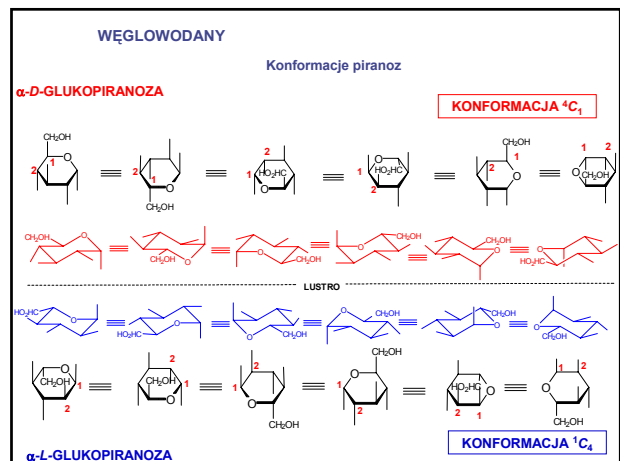 WĘGLOWODANY
Konformacje piranoz
α-D-GLUKOPIRANOZA
KONFORMACJA ⁴C₁
CH₂OH O 1 2
2 1 O CH₂OH
2 1 HO₂HC O
O 1 HO₂HC 2
CH₂OH 1 2 O
1 2 O CH₂OH
CH₂OH O
O CH₂OH
O CH₂OH
O CH₂OH
CH₂OH O
O HO₂HC
LUSTRO
HO₂HC O
HO₂HC O
O CH₂OH
CH₂OH O
CH₂OH O
O CH₂OH
O CH₂OH 1 2
2 CH₂OH 1 O
2 1 O CH₂OH
CH₂OH 1 O 2
HO₂HC O 2 1
1 2 O CH₂OH
α-L-GLUKOPIRANOZA
KONFORMACJA ¹C₄